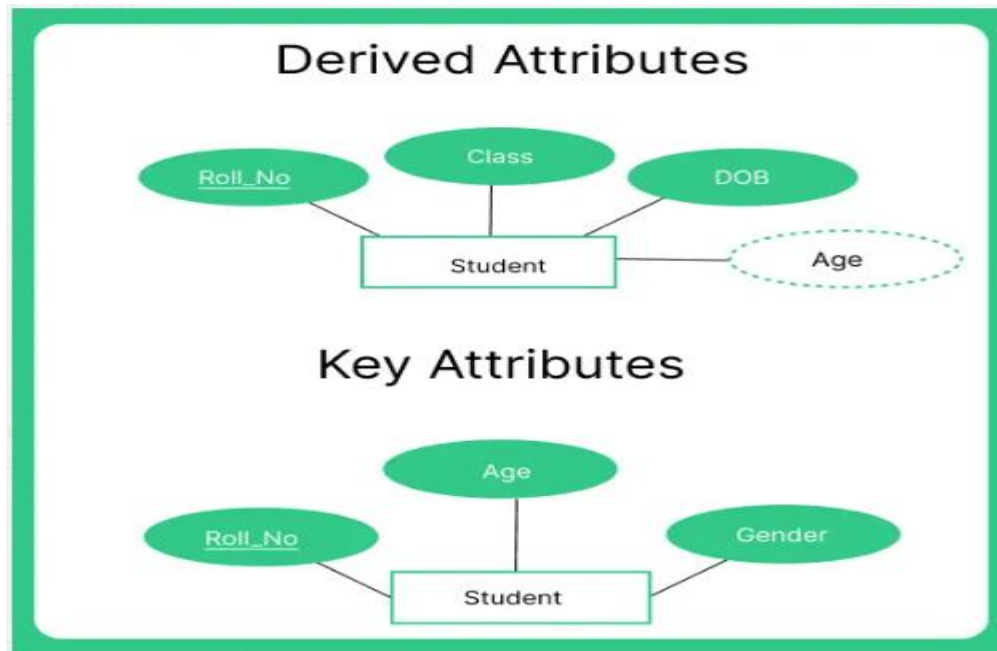 Derived Attributes
Class
Roll_No
DOB
Student
Age
Key Attributes
Age
Roll_No
Gender
Student